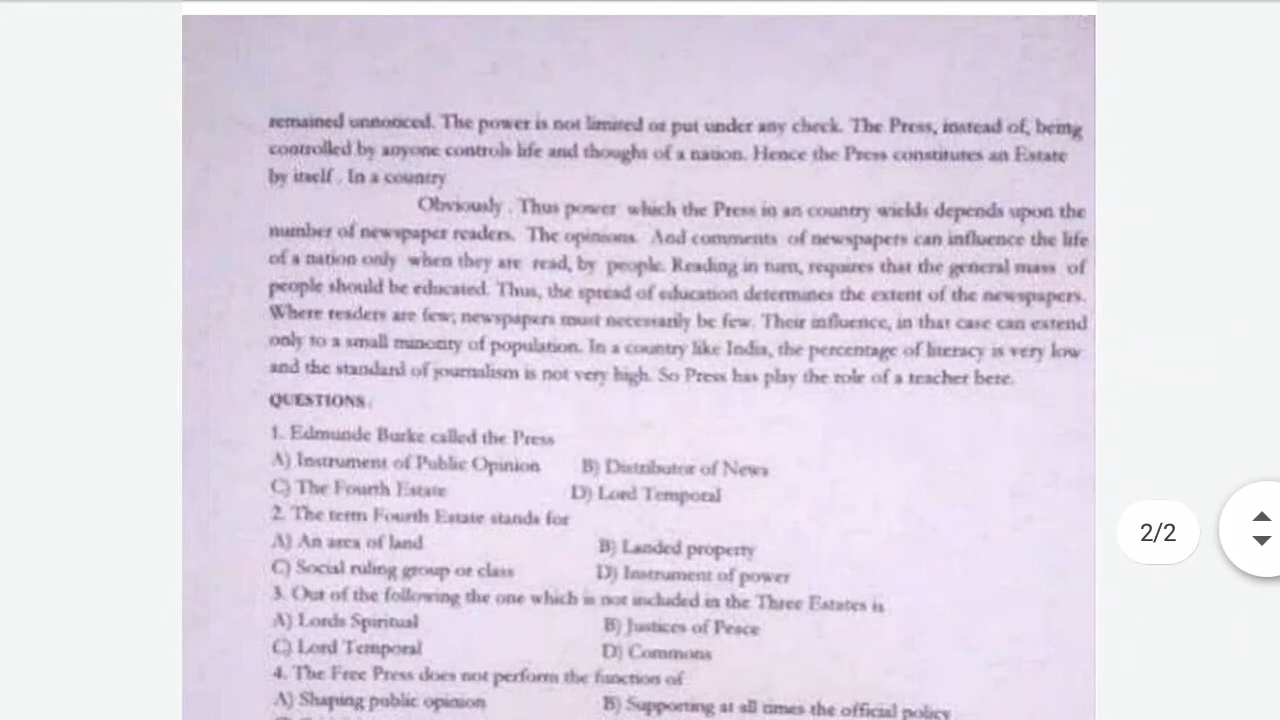 remained unnoticed. The power is not limited or put under any check. The Press, instead of, being
controlled by anyone controls life and thought of a nation. Hence the Press constitutes an Estate
by itself . In a country
Obviously . Thus power which the Press in an country wields depends upon the
number of newspaper readers. The opinions. And comments of newspapers can influence the life
of a nation only when they are read, by people. Reading in turn, requires that the general mass of
people should be educated. Thus, the spread of education determines the extent of the newspapers.
Where readers are few; newspapers must necessarily be few. Their influence, in that case can extend
only to a small minority of population. In a country like India, the percentage of literacy is very low
and the standard of journalism is not very high. So Press has play the role of a teacher here.
QUESTIONS.
1. Edmunde Burke called the Press
A) Instrument of Public Opinion B) Distributor of News
C) The Fourth Estate D) Lord Temporal
2. The term Fourth Estate stands for
A) An area of land B) Landed property
C) Social ruling group or class D) Instrument of power
2/2
3. Out of the following the one which is not included in the Three Estates is
A) Lords Spiritual B) Justices of Peace
C) Lord Temporal D) Commons
4. The Free Press does not perform the function of
A) Shaping public opinion B) Supporting at all times the official policy